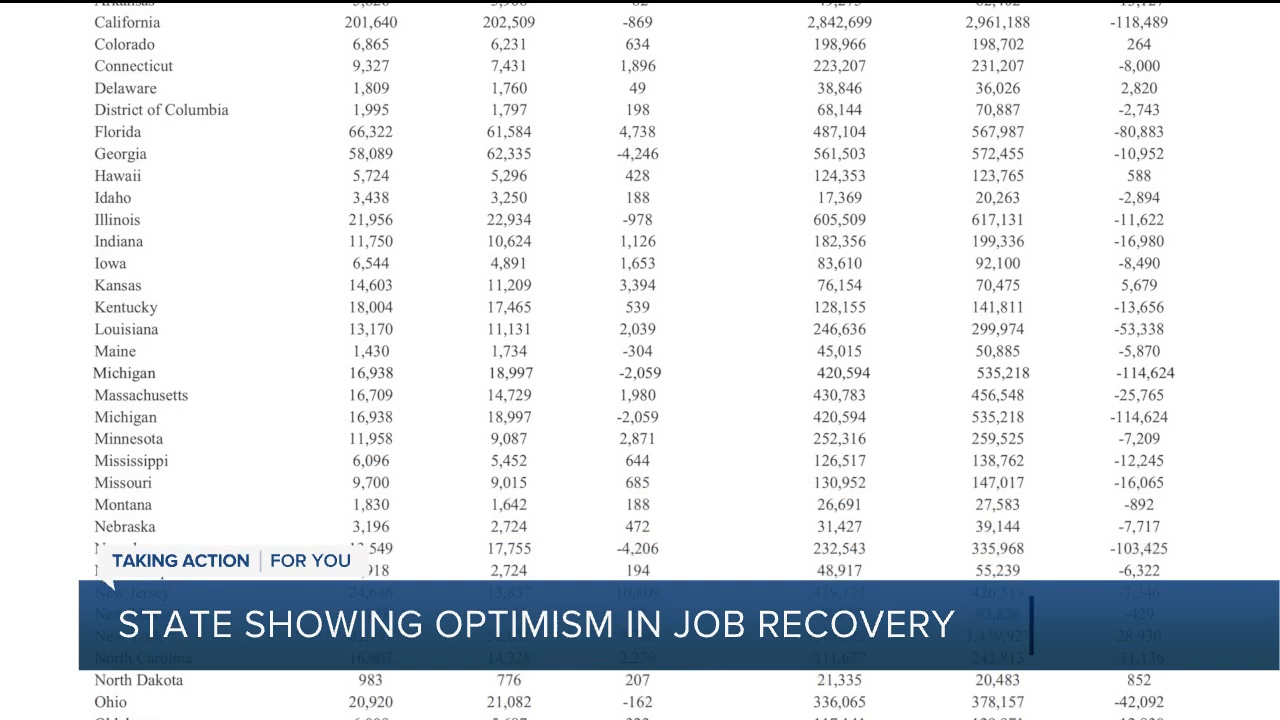 California 201,640 202,509 -869 2,842,699 2,961,188 -118,489
Colorado 6,865 6,231 634 198,966 198,702 264
Connecticut 9,327 7,431 1,896 223,207 231,207 -8,000
Delaware 1,809 1,760 49 38,846 36,026 2,820
District of Columbia 1,995 1,797 198 68,144 70,887 -2,743
Florida 66,322 61,584 4,738 487,104 567,987 -80,883
Georgia 58,089 62,335 -4,246 561,503 572,455 -10,952
Hawaii 5,724 5,296 428 124,353 123,765 588
Idaho 3,438 3,250 188 17,369 20,263 -2,894
Illinois 21,956 22,934 -978 605,509 617,131 -11,622
Indiana 11,750 10,624 1,126 182,356 199,336 -16,980
Iowa 6,544 4,891 1,653 83,610 92,100 -8,490
Kansas 14,603 11,209 3,394 76,154 70,475 5,679
Kentucky 18,004 17,465 539 128,155 141,811 -13,656
Louisiana 13,170 11,131 2,039 246,636 299,974 -53,338
Maine 1,430 1,734 -304 45,015 50,885 -5,870
Michigan 16,938 18,997 -2,059 420,594 535,218 -114,624
Massachusetts 16,709 14,729 1,980 430,783 456,548 -25,765
Michigan 16,938 18,997 -2,059 420,594 535,218 -114,624
Minnesota 11,958 9,087 2,871 252,316 259,525 -7,209
Mississippi 6,096 5,452 644 126,517 138,762 -12,245
Missouri 9,700 9,015 685 130,952 147,017 -16,065
Montana 1,830 1,642 188 26,691 27,583 -892
Nebraska 3,196 2,724 472 31,427 39,144 -7,717
17,755 -4,206 232,543 335,968 -103,425
TAKING ACTION FOR YOU
2,724 194 48,917 55,239 -6,322
New Jersey
STATE SHOWING OPTIMISM IN JOB RECOVERY
North Carolina
North Dakota 983 776 207 21,335 20,483 852
Ohio 20,920 21,082 -162 336,065 378,157 -42,092